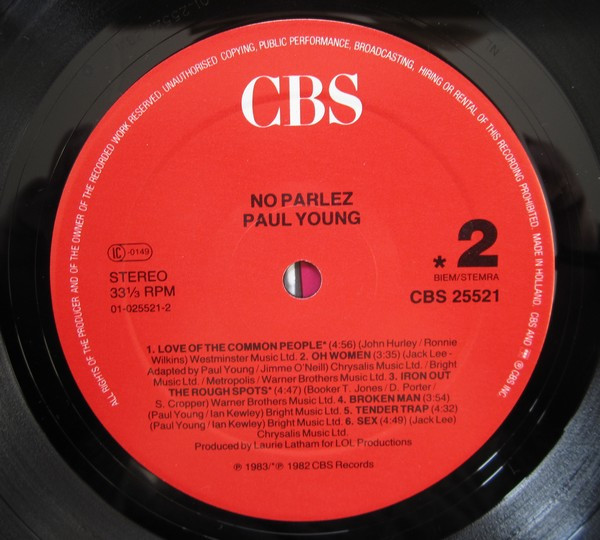 ALL RIGHTS OF THE PRODUCER AND OF THE OWNER OF THE RECORDED WORK RESERVED. UNAUTHORISED COPYING, PUBLIC PERFORMANCE, BROADCASTING, HIRING OR RENTAL OF THIS RECORDING PROHIBITED. MADE IN HOLLAND. CBS AND ℗ CBS INC.
CBS
NO PARLEZ
PAUL YOUNG
LC-0149
STEREO
33⅓ RPM
01-025521-2
*2
BIEM/STEMRA
CBS 25521
1. LOVE OF THE COMMON PEOPLE* (4:56) (John Hurley / Ronnie
Wilkins) Westminster Music Ltd. 2. OH WOMEN (3:35) (Jack Lee -
Adapted by Paul Young / Jimme O'Neill) Chrysalis Music Ltd. / Bright
Music Ltd. / Metropolis / Warner Brothers Music Ltd. 3. IRON OUT
THE ROUGH SPOTS* (4:47) (Booker T. Jones / D. Porter /
S. Cropper) Warner Brothers Music Ltd. 4. BROKEN MAN (3:54)
(Paul Young / Ian Kewley) Bright Music Ltd. 5. TENDER TRAP (4:32)
(Paul Young / Ian Kewley) Bright Music Ltd. 6. SEX (4:49) (Jack Lee)
Chrysalis Music Ltd.
Produced by Laurie Latham for LOL Productions
℗ 1983/*℗ 1982 CBS Records